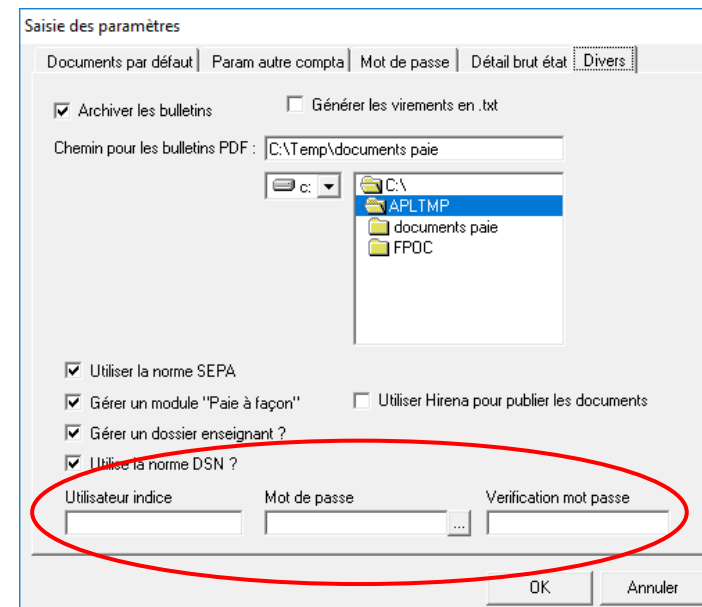 Saisie des paramètres
Documents par défaut Param autre compta Mot de passe Détail brut état Divers
Archiver les bulletins Générer les virements en .txt
Chemin pour les bulletins PDF : C:\Temp\documents paie
c: C:\
APLTMP
documents paie
FPOC
Utiliser la norme SEPA
Gérer un module "Paie à façon" Utiliser Hirena pour publier les documents
Gérer un dossier enseignant ?
Utilise la norme DSN ?
Utilisateur indice Mot de passe Verification mot passe
...
OK Annuler